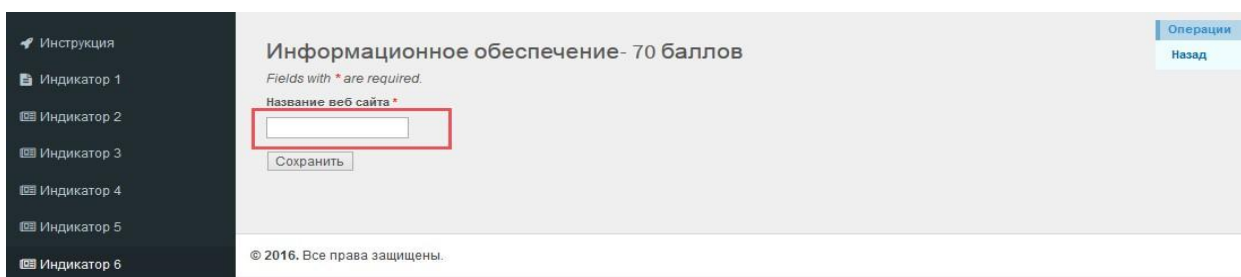 Инструкция
Индикатор 1
Индикатор 2
Индикатор 3
Индикатор 4
Индикатор 5
Индикатор 6
Информационное обеспечение- 70 баллов
Fields with * are required.
Название веб сайта *
Сохранить
© 2016. Все права защищены.
Операции
Назад